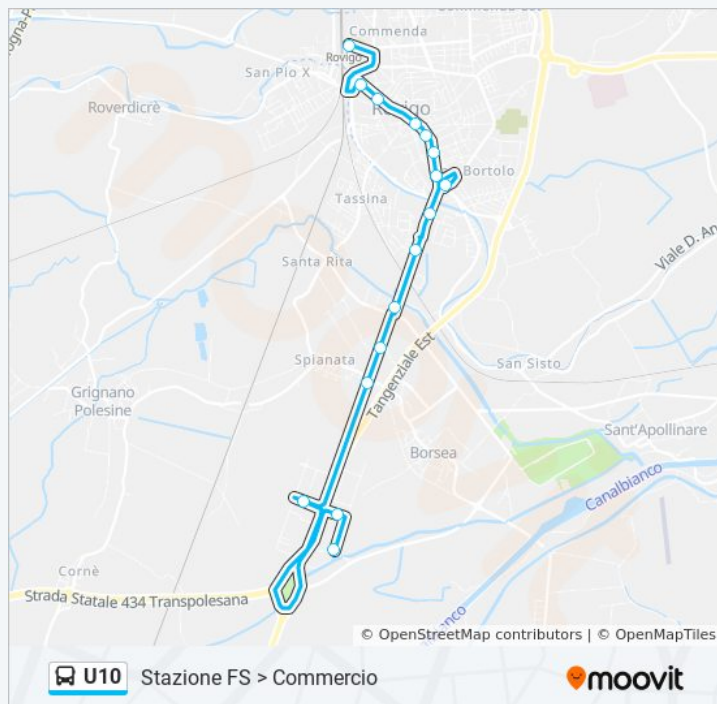 ologna-P
Commenda
Rovigo
San Pio X
Roverdicrè
Rovigo
Bortolo
Tassina
Viale D. An
Santa Rita
Spianata
Tangenziale Est
San Sisto
Grignano
Polesine
Sant'Apollinare
Borsea
Canalbianco
Cornè
Strada Statale 434 Transpolesana
© OpenStreetMap contributors | © OpenMapTiles
U10
Stazione FS > Commercio
moovit